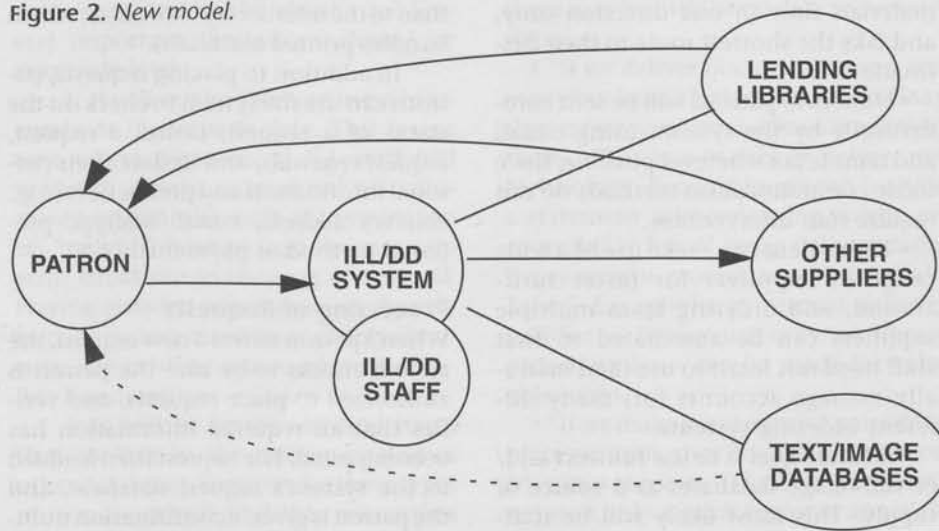 Figure 2. New model.
LENDING
LIBRARIES
PATRON
ILL/DD
SYSTEM
OTHER
SUPPLIERS
ILL/DD
STAFF
TEXT/IMAGE
DATABASES